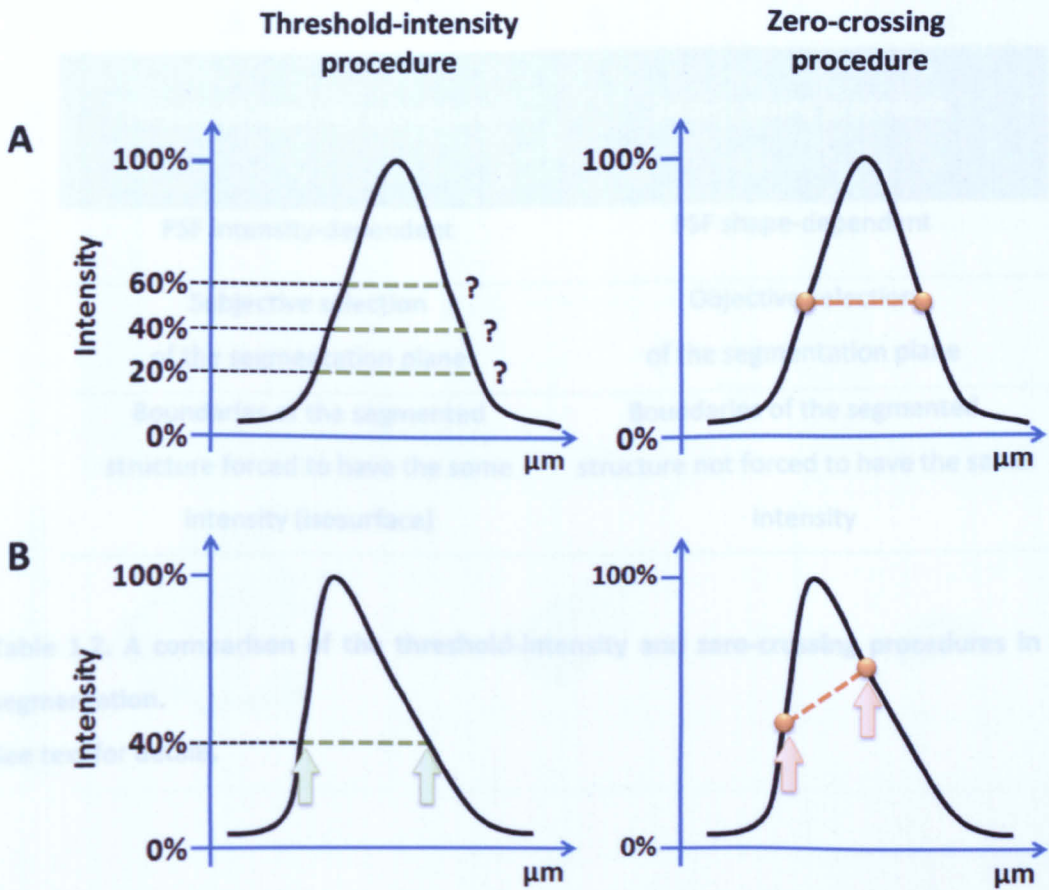 Threshold-intensity
procedure
Zero-crossing
procedure
A
Intensity
100%
60%
40%
20%
0%
?
?
?
µm
100%
0%
µm
PSF intensity-dependent
PSF shape-dependent
Subjective selection
of the segmentation plane
Objective selection
of the segmentation plane
Boundaries of the segmented
structure forced to have the same
intensity (isosurface)
Boundaries of the segmented
structure not forced to have the same
intensity
B
Intensity
100%
40%
0%
µm
100%
0%
µm
A comparison of the threshold-intensity and zero-crossing procedures in
segmentation.
See text for details.